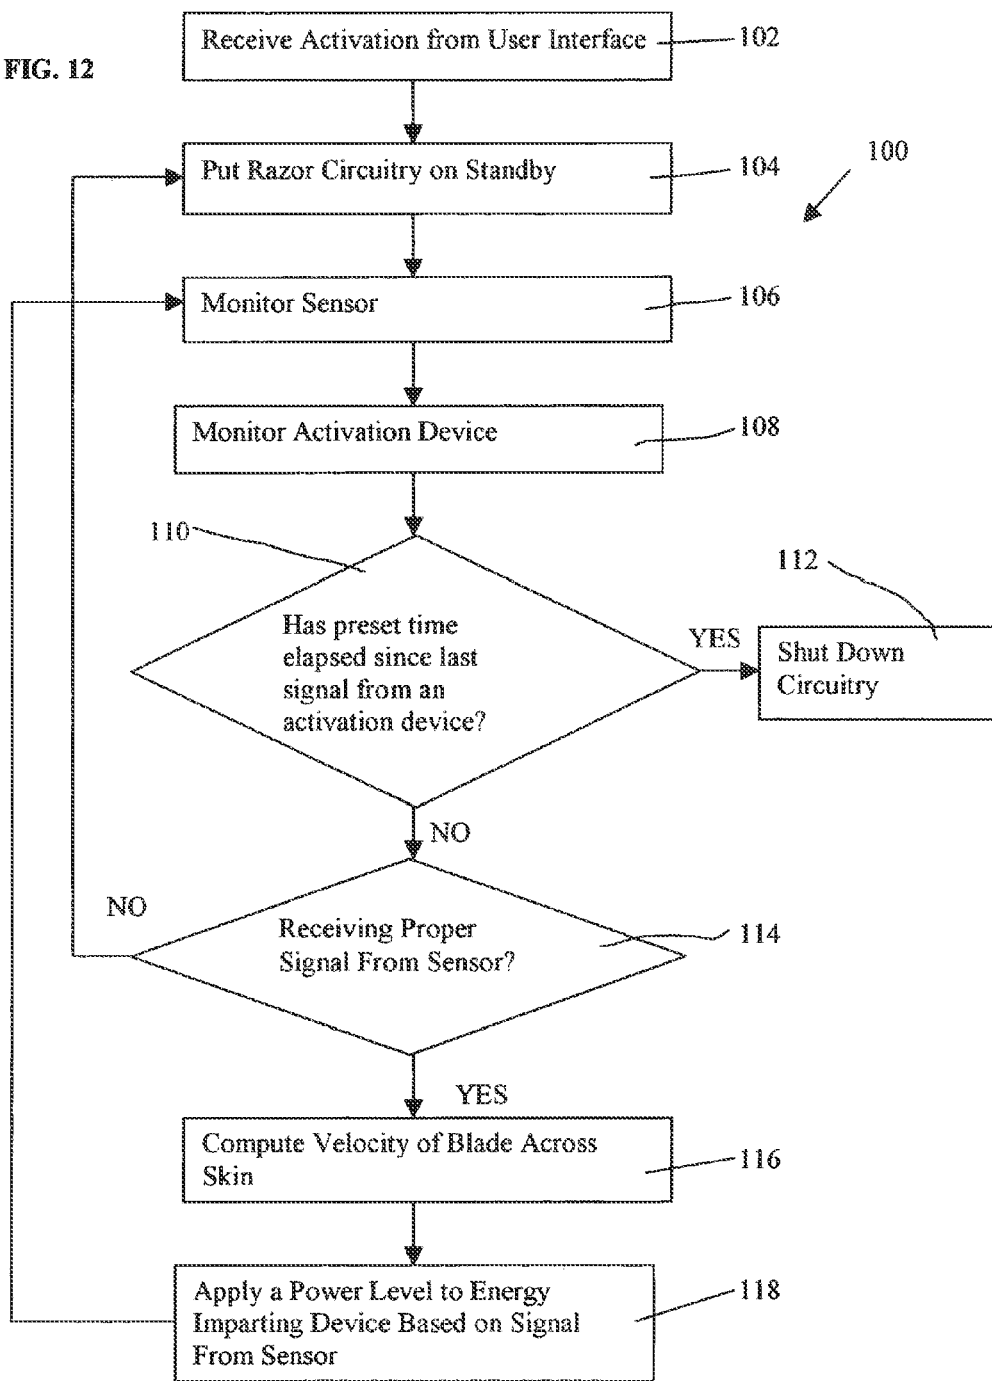 Receive Activation from User Interface
102
FIG. 12
Put Razor Circuitry on Standby
104
100
Monitor Sensor
106
Monitor Activation Device
108
110
Has preset time
elapsed since last
signal from an
activation device?
YES
112
Shut Down
Circuitry
NO
NO
Receiving Proper
Signal From Sensor?
114
YES
Compute Velocity of Blade Across
Skin
116
Apply a Power Level to Energy
Imparting Device Based on Signal
From Sensor
118